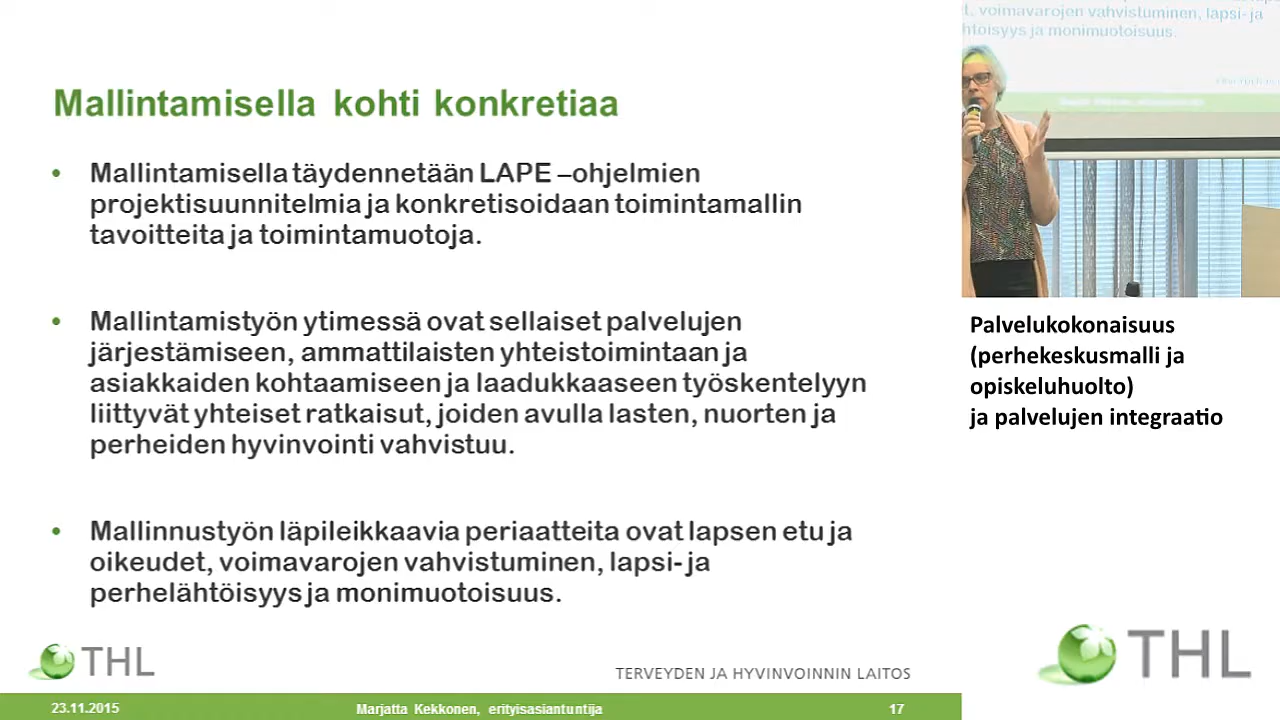 Mallintamisella kohti konkretiaa
• Mallintamisella täydennetään LAPE –ohjelmien
projektisuunnitelmia ja konkretisoidaan toimintamallin
tavoitteita ja toimintamuotoja.
• Mallintamistyön ytimessä ovat sellaiset palvelujen
järjestämiseen, ammattilaisten yhteistoimintaan ja
asiakkaiden kohtaamiseen ja laadukkaaseen työskentelyyn
liittyvät yhteiset ratkaisut, joiden avulla lasten, nuorten ja
perheiden hyvinvointi vahvistuu.
• Mallinnustyön läpileikkaavia periaatteita ovat lapsen etu ja
oikeudet, voimavarojen vahvistuminen, lapsi- ja
perhelähtöisyys ja monimuotoisuus.
THL
TERVEYDEN JA HYVINVOINNIN LAITOS
23.11.2015
Marjatta Kekkonen, erityisasiantuntija
17
t, voimavarojen vahvistuminen, lapsi- ja
htöisyys ja monimuotoisuus.
Palvelukokonaisuus
(perhekeskusmalli ja
opiskeluhuolto)
ja palvelujen integraatio
THL